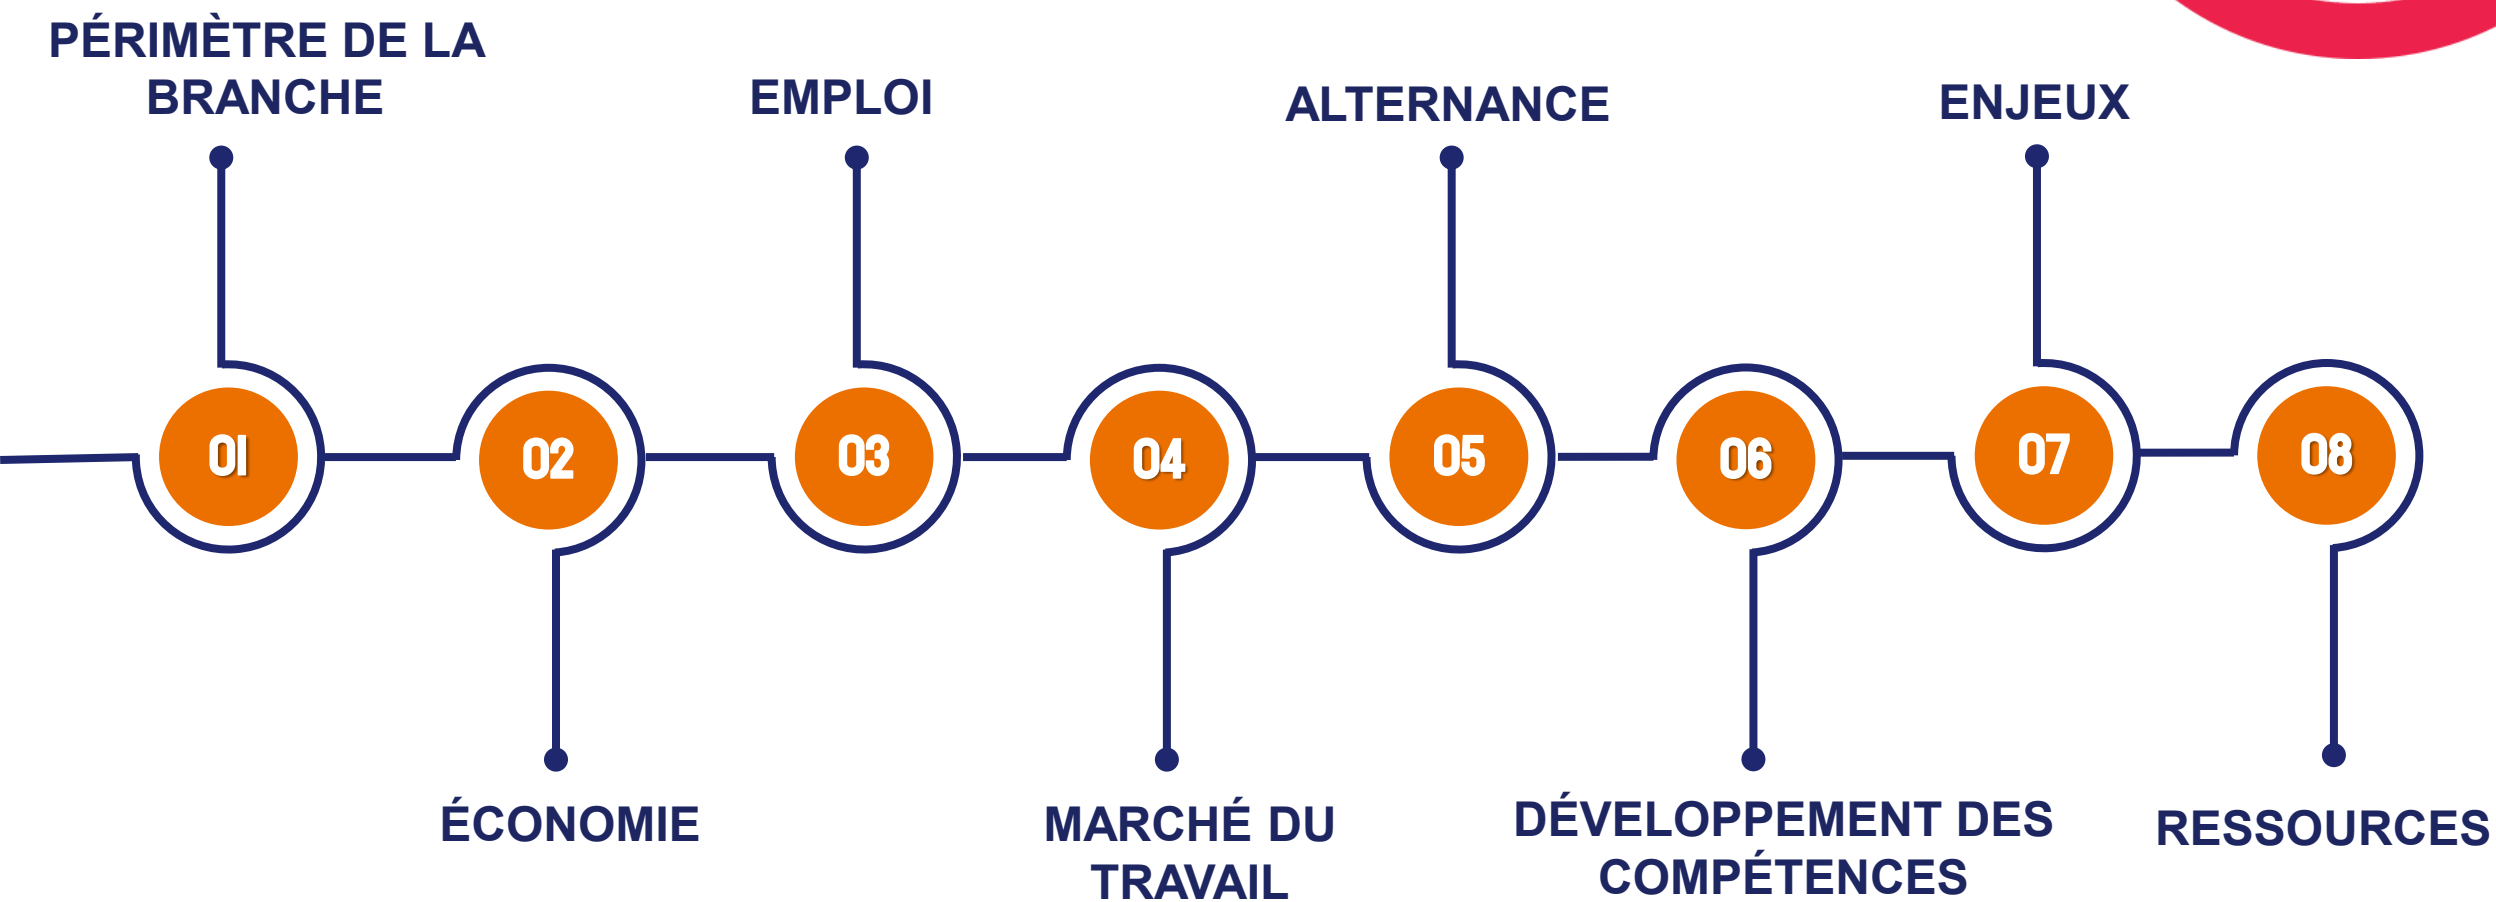 PÉRIMÈTRE DE LA
BRANCHE
EMPLOI
ALTERNANCE
ENJEUX
01
02
03
04
05
06
07
08
ÉCONOMIE
MARCHÉ DU
TRAVAIL
DÉVELOPPEMENT DES
COMPÉTENCES
RESSOURCES